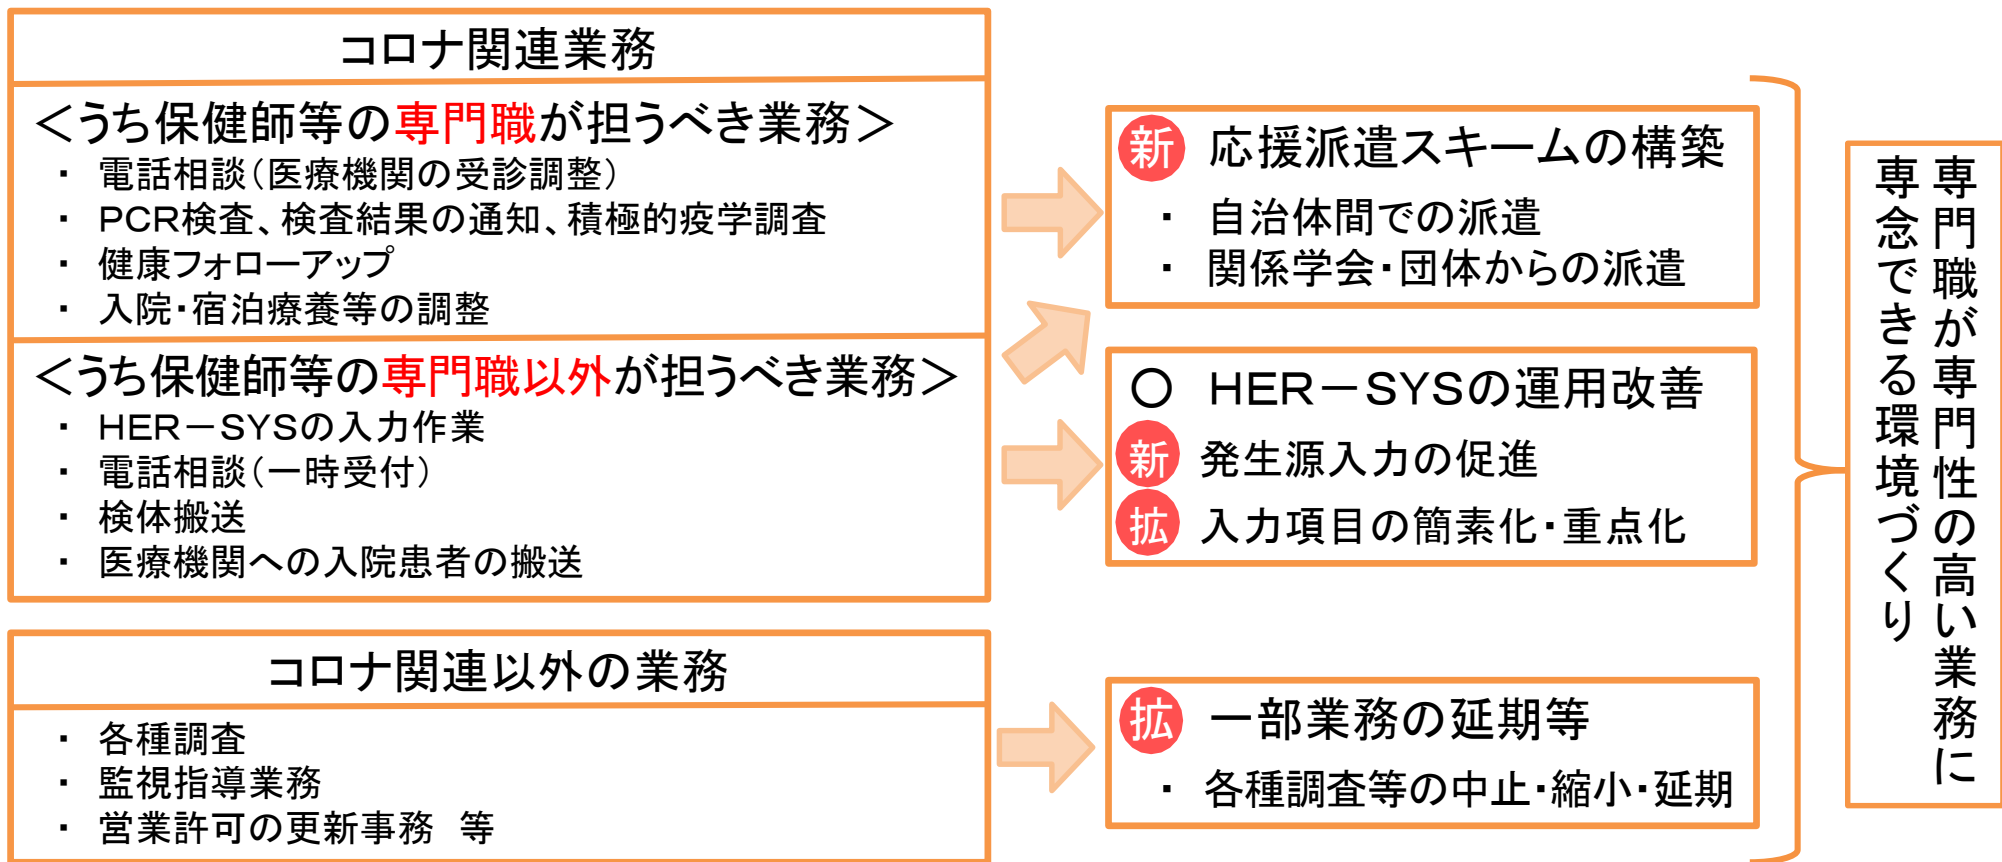 コロナ関連業務
＜うち保健師等の専門職が担うべき業務＞
・ 電話相談（医療機関の受診調整）
・ PCR検査、検査結果の通知、積極的疫学調査
・ 健康フォローアップ
・ 入院・宿泊療養等の調整
＜うち保健師等の専門職以外が担うべき業務＞
・ HER－SYSの入力作業
・ 電話相談（一時受付）
・ 検体搬送
・ 医療機関への入院患者の搬送
コロナ関連以外の業務
・ 各種調査
・ 監視指導業務
・ 営業許可の更新事務　等
新 応援派遣スキームの構築
・ 自治体間での派遣
・ 関係学会・団体からの派遣
○ HER－SYSの運用改善
新 発生源入力の促進
拡 入力項目の簡素化・重点化
拡 一部業務の延期等
・ 各種調査等の中止・縮小・延期
専門職が専門性の高い業務に
専念できる環境づくり